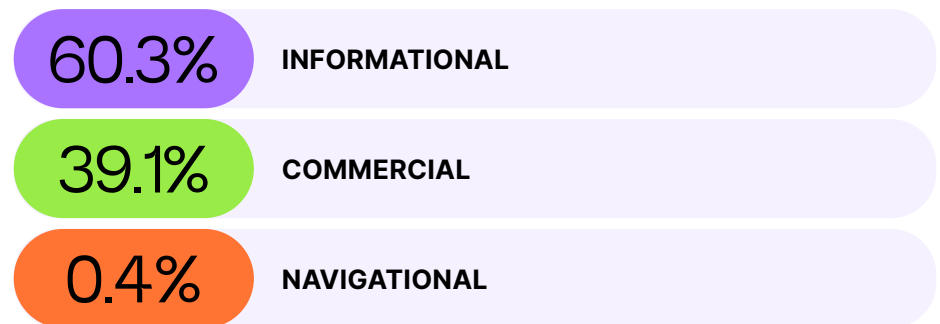 60.3% INFORMATIONAL
39.1% COMMERCIAL
0.4% NAVIGATIONAL